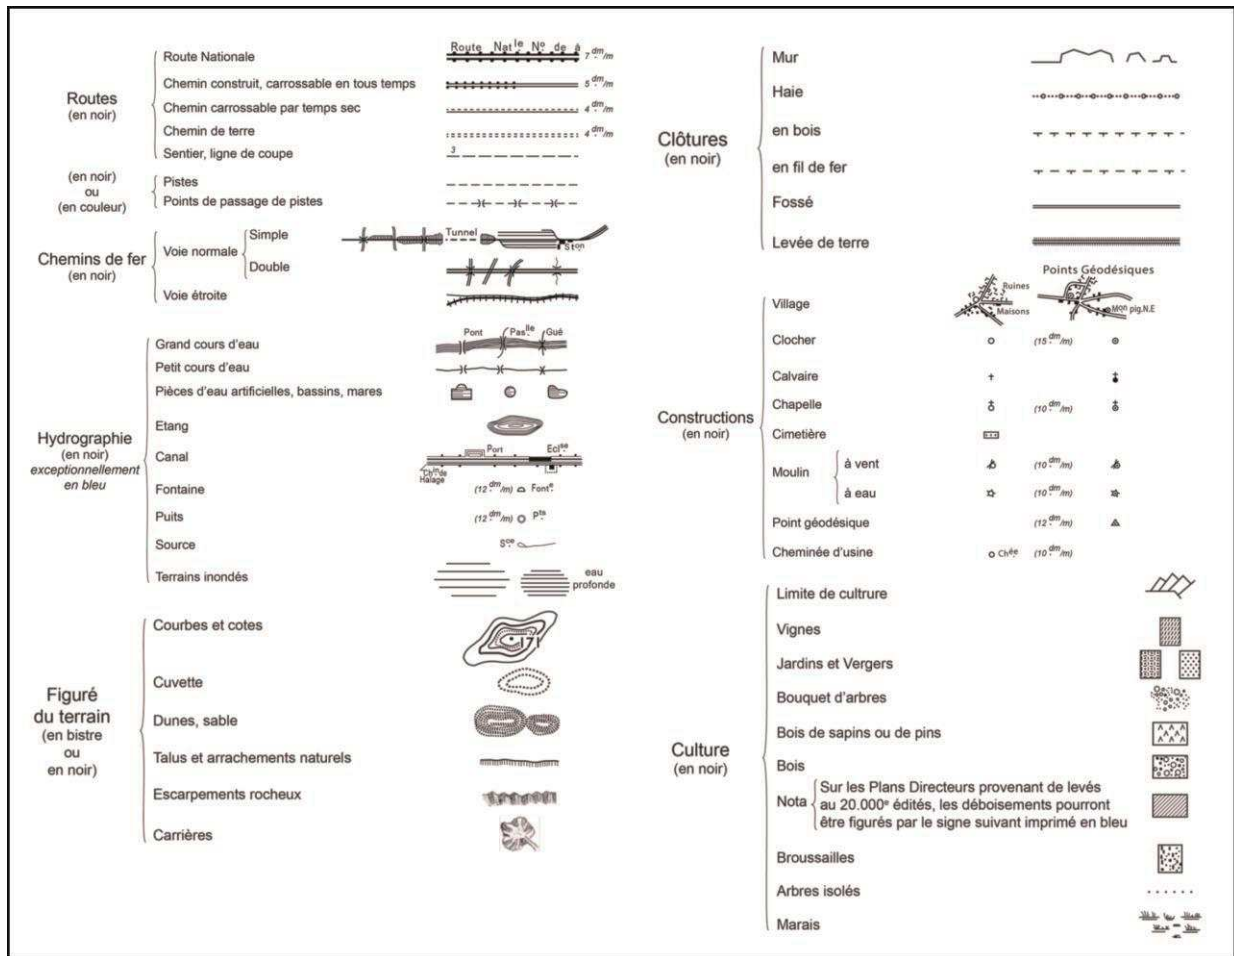 Routes
(en noir)
Route Nationale
Route Nat<sup>le</sup> N<sup>o</sup> de à
7 dm/m
Chemin construit, carrossable en tous temps
5 dm/m
Chemin carrossable par temps sec
4 dm/m
Chemin de terre
4 dm/m
Sentier, ligne de coupe
3
(en noir)
ou
(en couleur)
Pistes
Points de passage de pistes
Chemins de fer
(en noir)
Voie normale
Simple
Tunnel
Ston
Double
Voie étroite
Hydrographie
(en noir)
exceptionnellement
en bleu
Grand cours d'eau
Pont Paslle Gué
Petit cours d'eau
Pièces d'eau artificielles, bassins, mares
Etang
Canal
Port Eclse
Chin de
Halage
Fontaine
(12 dm/m) Fonte
Puits
(12 dm/m) Pts
Source
Sce
Terrains inondés
eau
profonde
Figuré
du terrain
(en bistre
ou
en noir)
Courbes et cotes
171
Cuvette
Dunes, sable
Talus et arrachements naturels
Escarpements rocheux
Carrières
Clôtures
(en noir)
Mur
Haie
en bois
en fil de fer
Fossé
Levée de terre
Constructions
(en noir)
Points Géodésiques
Village
Ruines
Maisons
Mon pig.N.E
Clocher
(15 dm/m)
Calvaire
Chapelle
(10 dm/m)
Cimetière
Moulin
à vent
(10 dm/m)
à eau
(10 dm/m)
Point géodésique
(12 dm/m)
Cheminée d'usine
Chée (10 dm/m)
Culture
(en noir)
Limite de cultrure
Vignes
Jardins et Vergers
Bouquet d'arbres
Bois de sapins ou de pins
Bois
Nota
Sur les Plans Directeurs provenant de levés
au 20.000e édités, les déboisements pourront
être figurés par le signe suivant imprimé en bleu
Broussailles
Arbres isolés
Marais